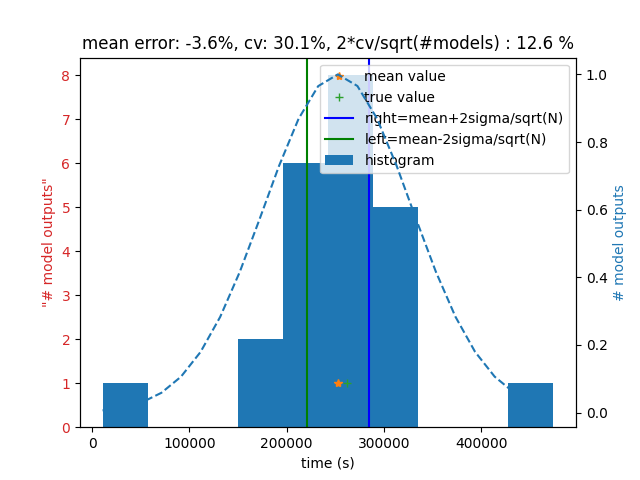 mean error: -3.6%, cv: 30.1%, 2*cv/sqrt(#models) : 12.6 %
8
7
6
5
4
3
2
1
0
"# model outputs"
mean value
true value
right=mean+2sigma/sqrt(N)
left=mean-2sigma/sqrt(N)
histogram
1.0
0.8
0.6
0.4
0.2
0.0
# model outputs
0
100000
200000
300000
400000
time (s)